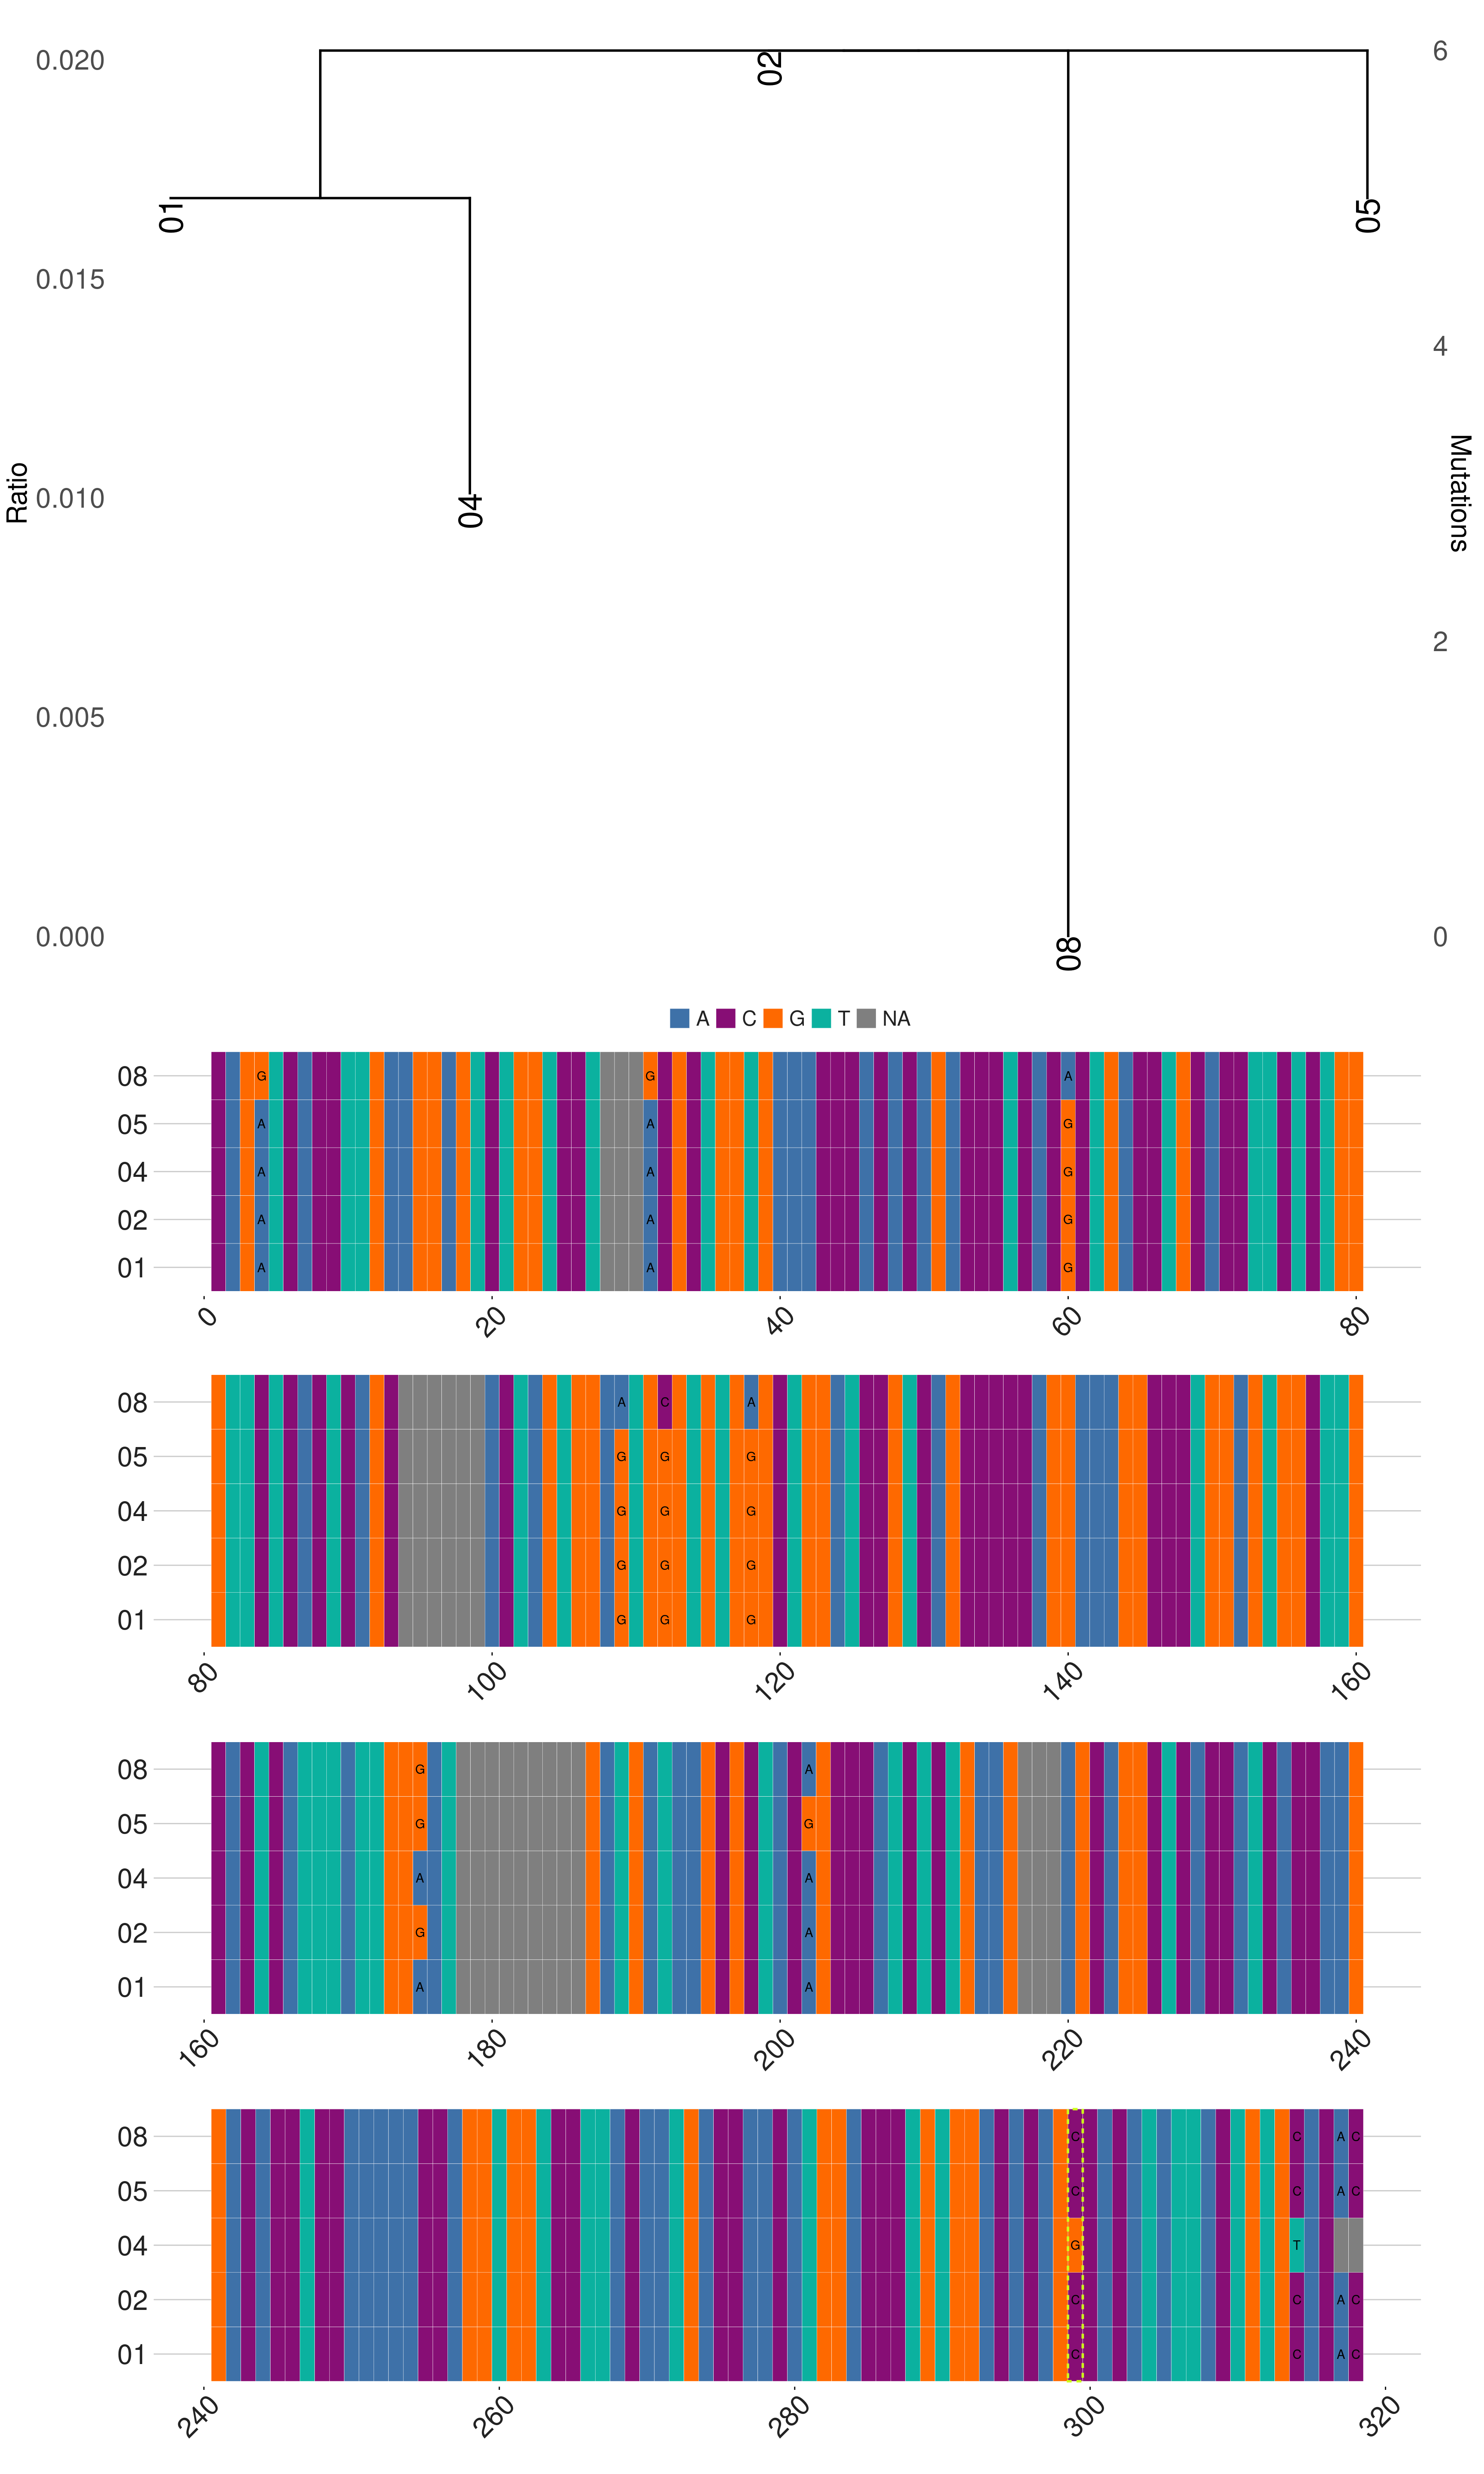 0.020
6
02
01
05
0.015
4
Ratio
Mutations
0.010
04
2
0.005
0.000
0
08
A C G T NA
08 G G A
05 A A G
04 A A G
02 A A G
01 A A G
0 20 40 60 80
08 A C A
05 G G G
04 G G G
02 G G G
01 G G G
80 100 120 140 160
08 G A
05 G G
04 A A
02 G A
01 A A
160 180 200 220 240
08 C C A C
05 C C A C
04 G T
02 C C A C
01 C C A C
240 260 280 300 320